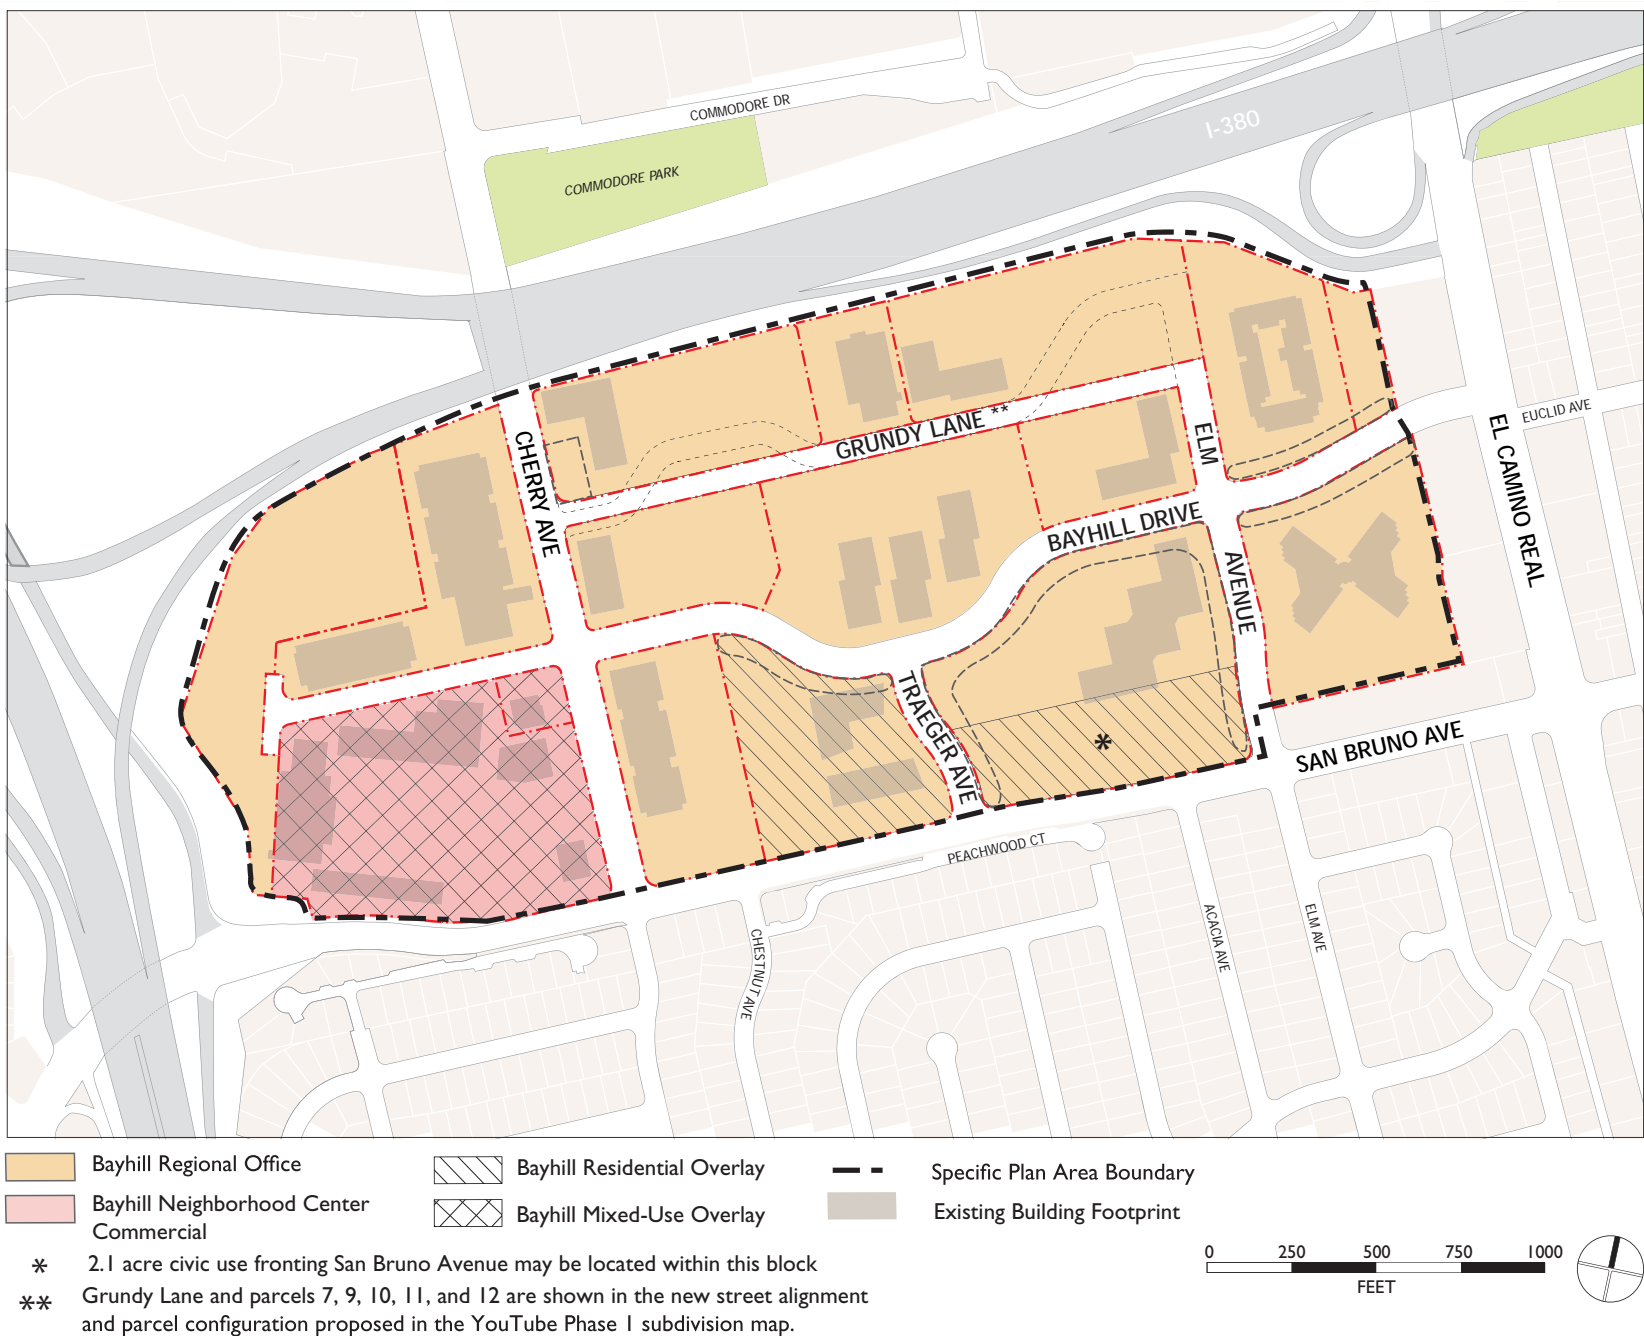 COMMODORE DR
I-380
COMMODORE PARK
EUCLID AVE
GRUNDY LANE **
CHERRY AVE
ELM
AVENUE
EL CAMINO REAL
BAYHILL DRIVE
TRAEGER AVE
*
SAN BRUNO AVE
PEACHWOOD CT
CHESTNUT AVE
ACACIA AVE
ELM AVE
Bayhill Regional Office
Bayhill Neighborhood Center
Commercial
Bayhill Residential Overlay
Bayhill Mixed-Use Overlay
Specific Plan Area Boundary
Existing Building Footprint
* 2.1 acre civic use fronting San Bruno Avenue may be located within this block
** Grundy Lane and parcels 7, 9, 10, 11, and 12 are shown in the new street alignment
and parcel configuration proposed in the YouTube Phase 1 subdivision map.
0 250 500 750 1000
FEET